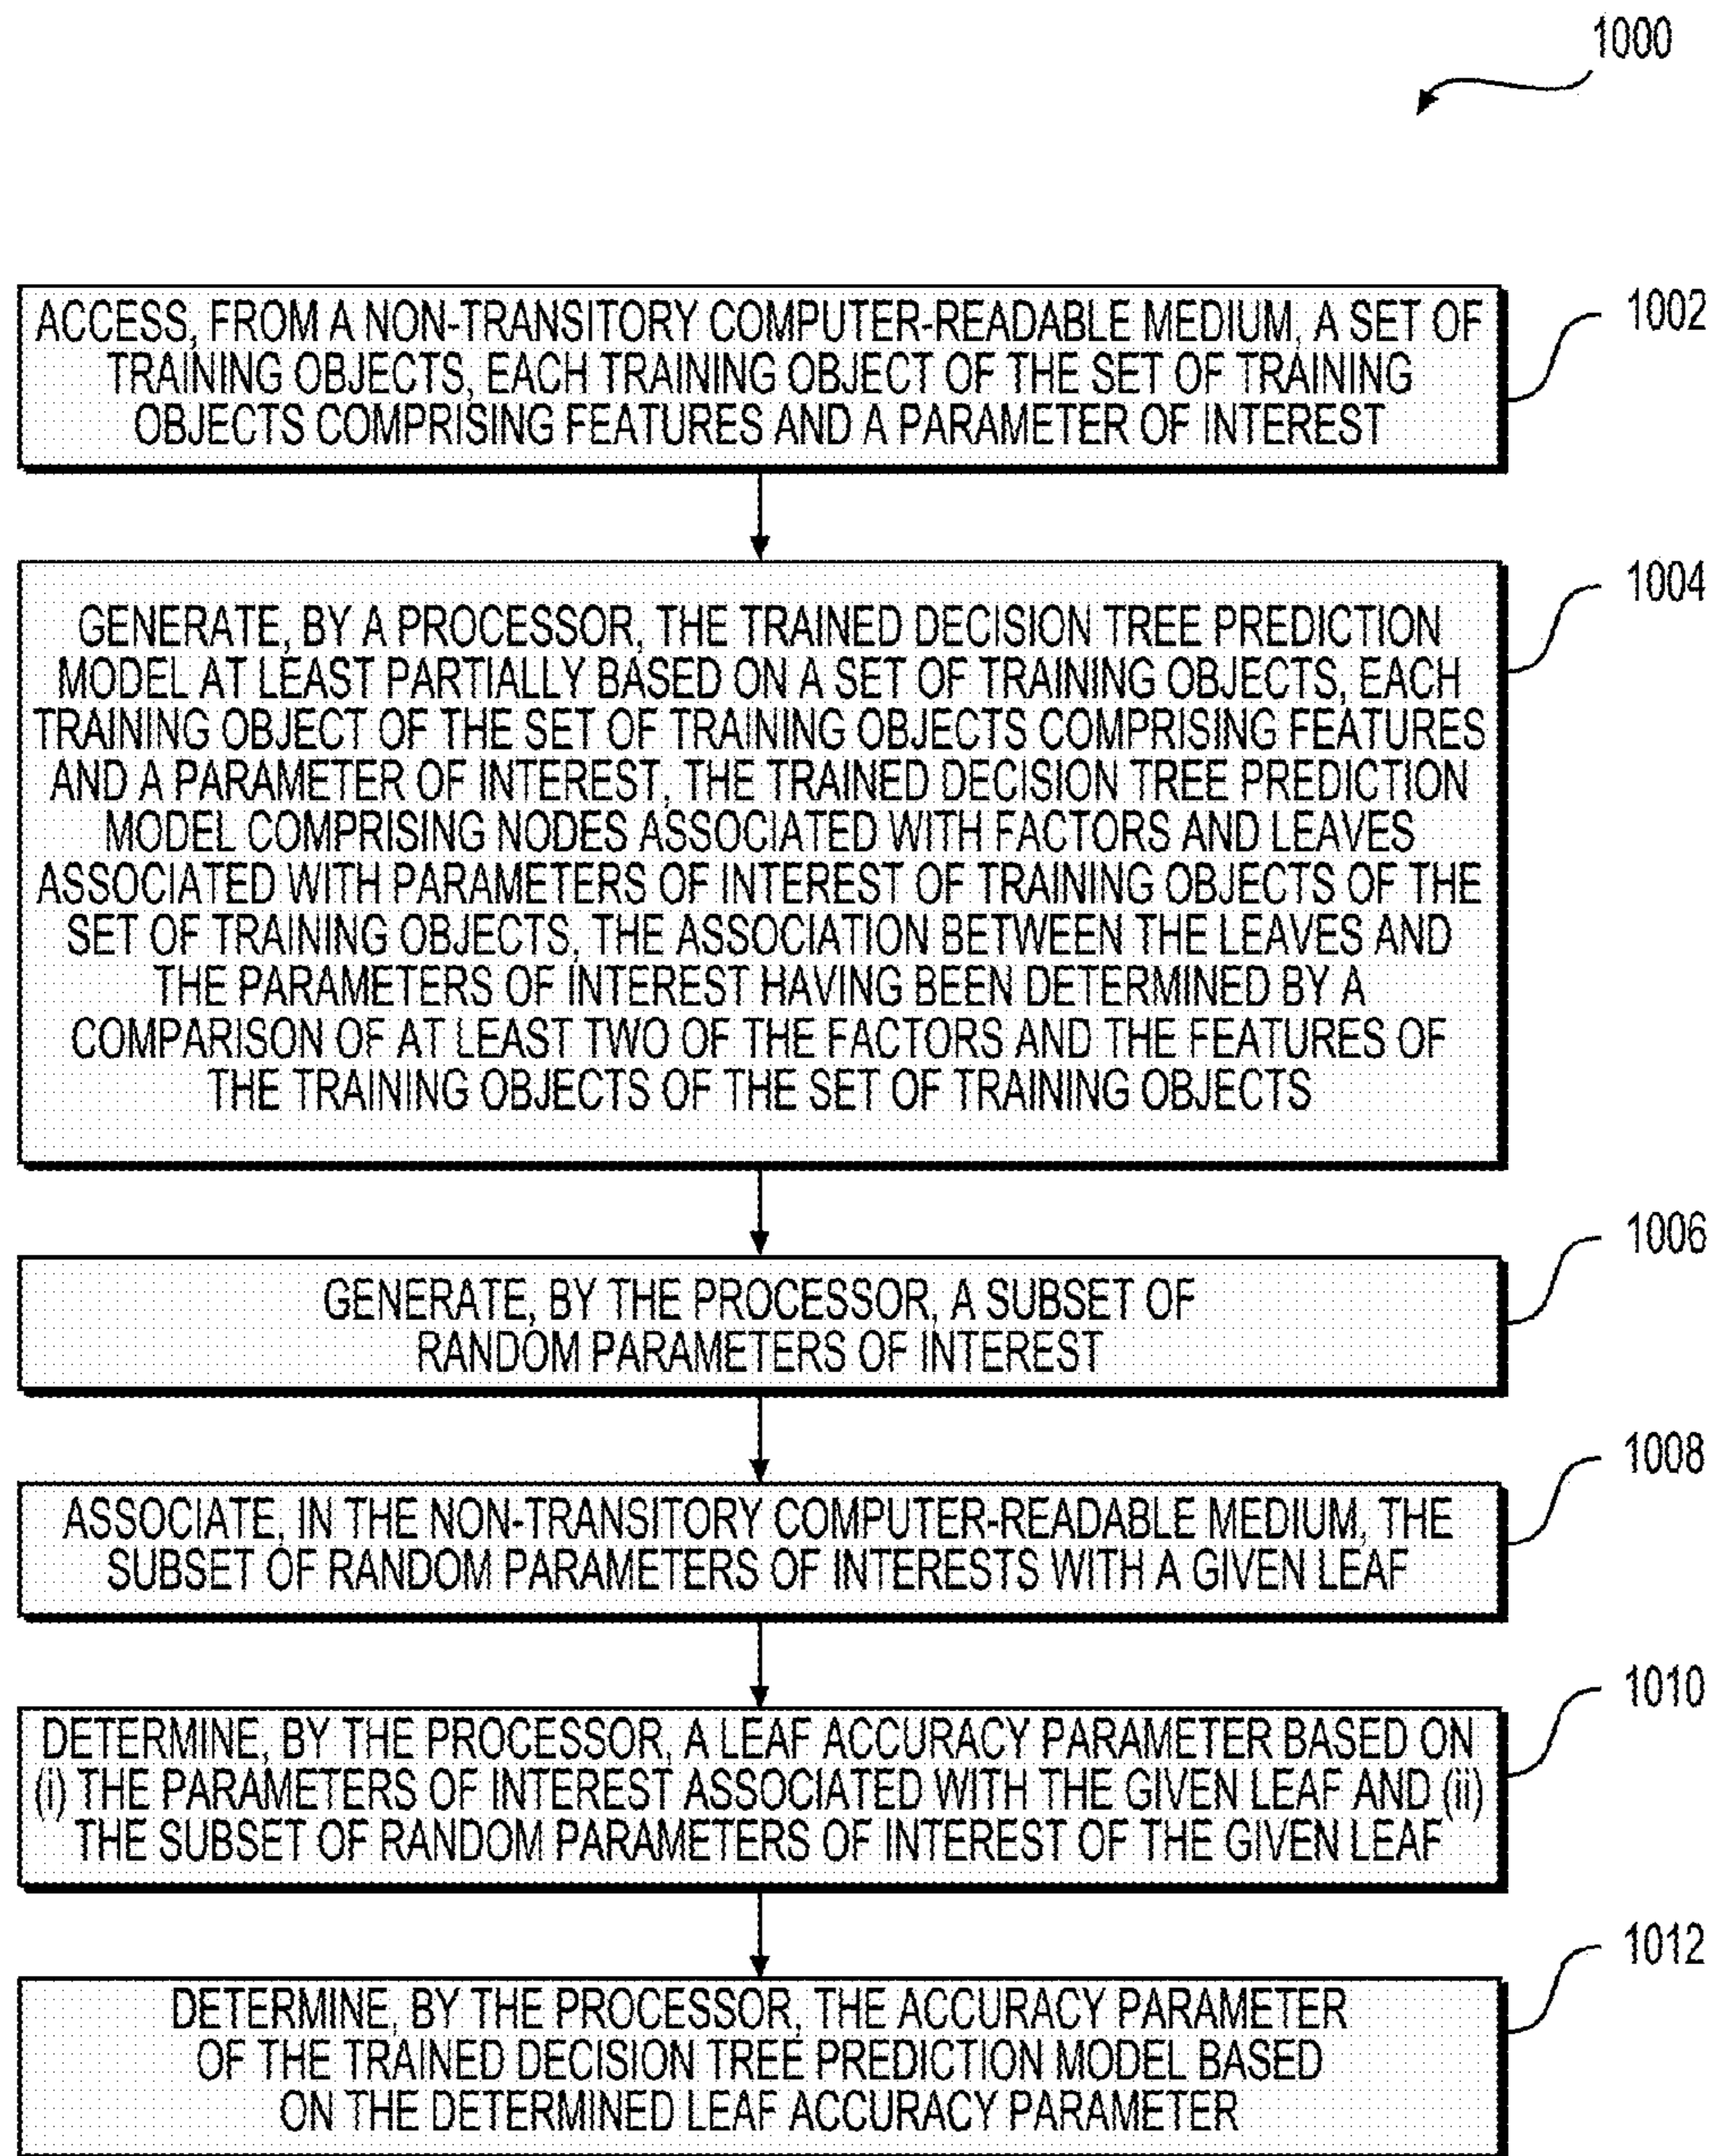 1000
ACCESS, FROM A NON-TRANSITORY COMPUTER-READABLE MEDIUM, A SET OF
TRAINING OBJECTS, EACH TRAINING OBJECT OF THE SET OF TRAINING
OBJECTS COMPRISING FEATURES AND A PARAMETER OF INTEREST
1002
GENERATE, BY A PROCESSOR, THE TRAINED DECISION TREE PREDICTION
MODEL AT LEAST PARTIALLY BASED ON A SET OF TRAINING OBJECTS, EACH
TRAINING OBJECT OF THE SET OF TRAINING OBJECTS COMPRISING FEATURES
AND A PARAMETER OF INTEREST, THE TRAINED DECISION TREE PREDICTION
MODEL COMPRISING NODES ASSOCIATED WITH FACTORS AND LEAVES
ASSOCIATED WITH PARAMETERS OF INTEREST OF TRAINING OBJECTS OF THE
SET OF TRAINING OBJECTS, THE ASSOCIATION BETWEEN THE LEAVES AND
THE PARAMETERS OF INTEREST HAVING BEEN DETERMINED BY A
COMPARISON OF AT LEAST TWO OF THE FACTORS AND THE FEATURES OF
THE TRAINING OBJECTS OF THE SET OF TRAINING OBJECTS
1004
GENERATE, BY THE PROCESSOR, A SUBSET OF
RANDOM PARAMETERS OF INTEREST
1006
ASSOCIATE, IN THE NON-TRANSITORY COMPUTER-READABLE MEDIUM, THE
SUBSET OF RANDOM PARAMETERS OF INTERESTS WITH A GIVEN LEAF
1008
DETERMINE, BY THE PROCESSOR, A LEAF ACCURACY PARAMETER BASED ON
(i) THE PARAMETERS OF INTEREST ASSOCIATED WITH THE GIVEN LEAF AND (ii)
THE SUBSET OF RANDOM PARAMETERS OF INTEREST OF THE GIVEN LEAF
1010
DETERMINE, BY THE PROCESSOR, THE ACCURACY PARAMETER
OF THE TRAINED DECISION TREE PREDICTION MODEL BASED
ON THE DETERMINED LEAF ACCURACY PARAMETER
1012